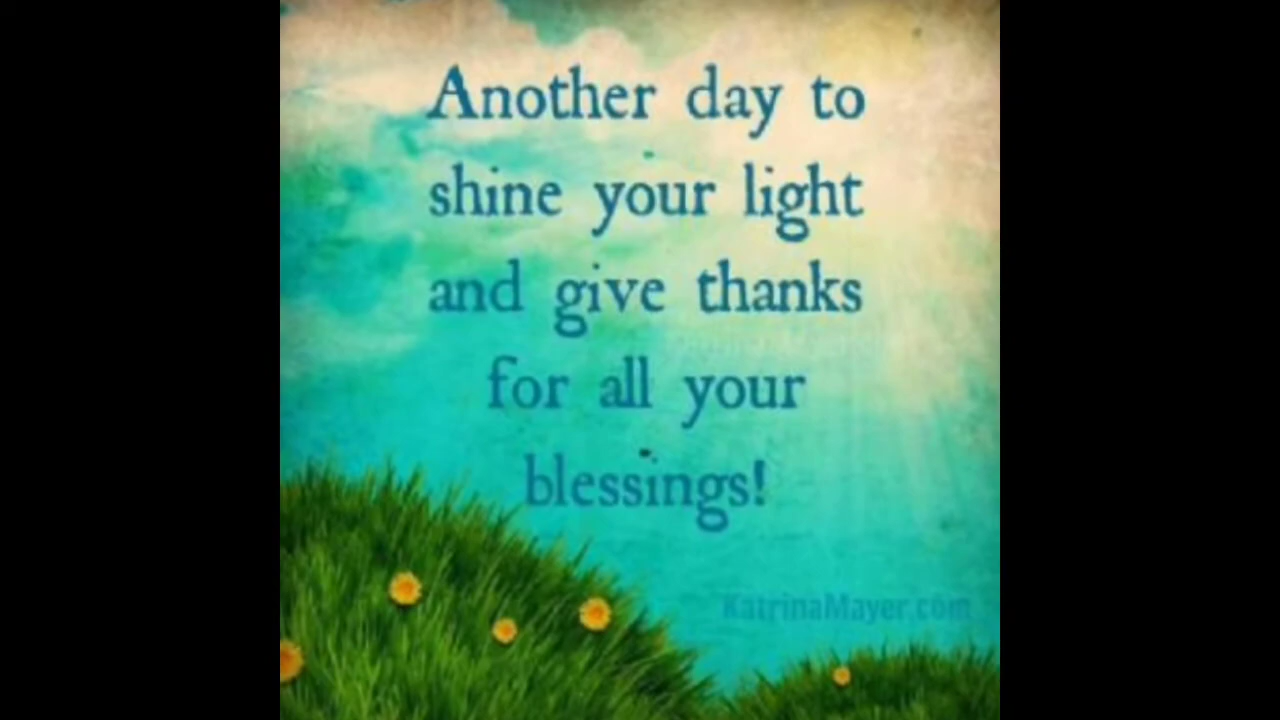 Another day to
shine your light
and give thanks
for all your
blessings!
KatrinaMayer.com